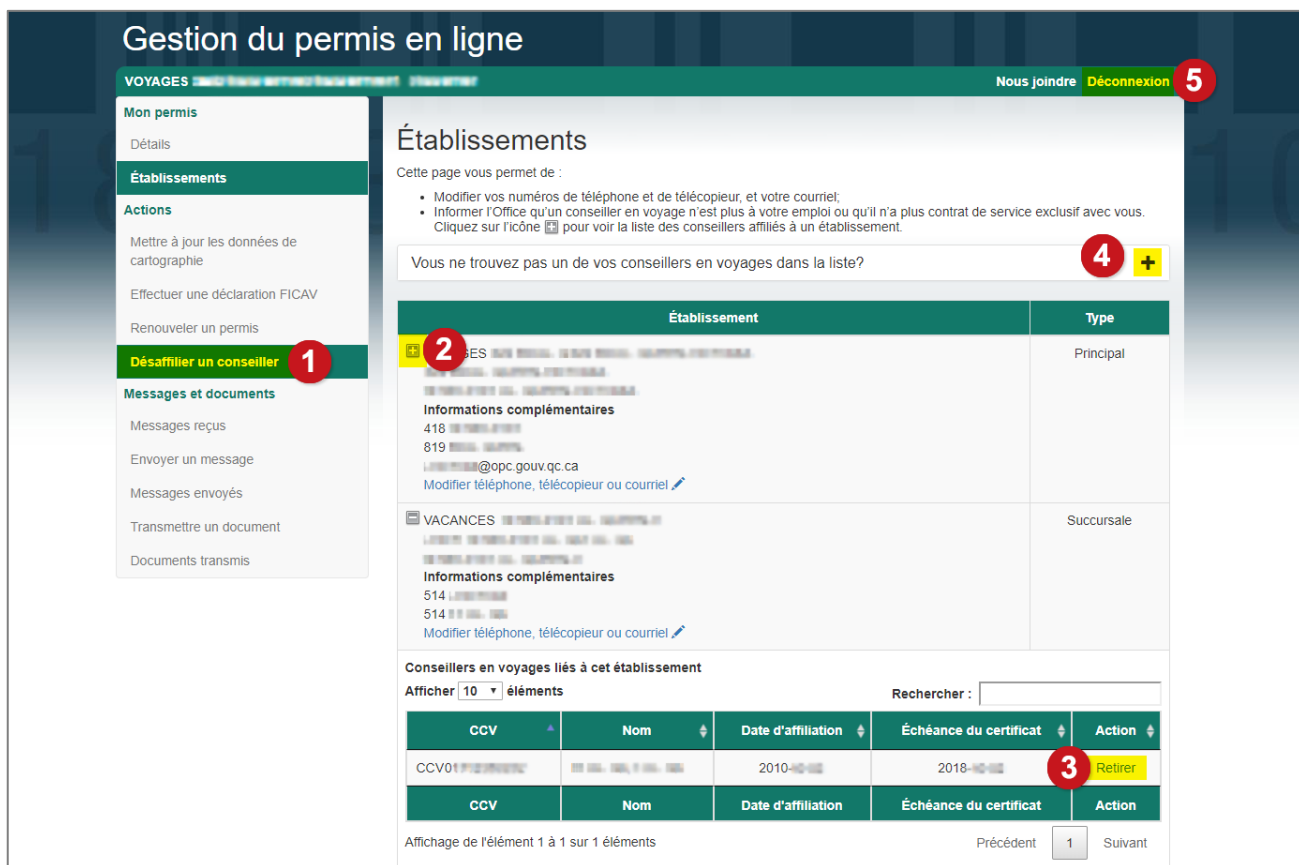 Gestion du permis en ligne
VOYAGES
Nous joindre Déconnexion 5
Mon permis
Détails
Établissements
Actions
Mettre à jour les données de
cartographie
Effectuer une déclaration FICAV
Renouveler un permis
Désaffilier un conseiller 1
Messages et documents
Messages reçus
Envoyer un message
Messages envoyés
Transmettre un document
Documents transmis
Établissements
Cette page vous permet de :
• Modifier vos numéros de téléphone et de télécopieur, et votre courriel;
• Informer l'Office qu'un conseiller en voyage n'est plus à votre emploi ou qu'il n'a plus contrat de service exclusif avec vous.
Cliquez sur l'icône pour voir la liste des conseillers affiliés à un établissement.
Vous ne trouvez pas un de vos conseillers en voyages dans la liste? 4 +
Établissement Type
2 GES Principal
Informations complémentaires
418
819
@opc.gouv.qc.ca
Modifier téléphone, télécopieur ou courriel
VACANCES Succursale
Informations complémentaires
514
514
Modifier téléphone, télécopieur ou courriel
Conseillers en voyages liés à cet établissement
Afficher 10 éléments Rechercher :
CCV Nom Date d'affiliation Échéance du certificat Action
CCV01 2010- 2018- 3 Retirer
CCV Nom Date d'affiliation Échéance du certificat Action
Affichage de l'élément 1 à 1 sur 1 éléments Précédent 1 Suivant